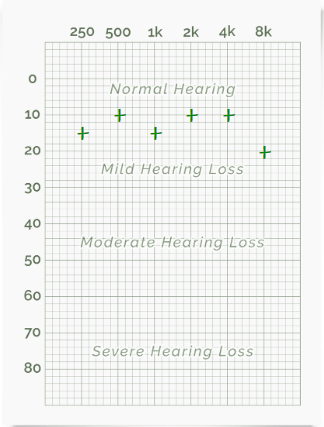 250 500 1k 2k 4k 8k
0
Normal Hearing
10
20
Mild Hearing Loss
30
40
Moderate Hearing Loss
50
60
70
Severe Hearing Loss
80